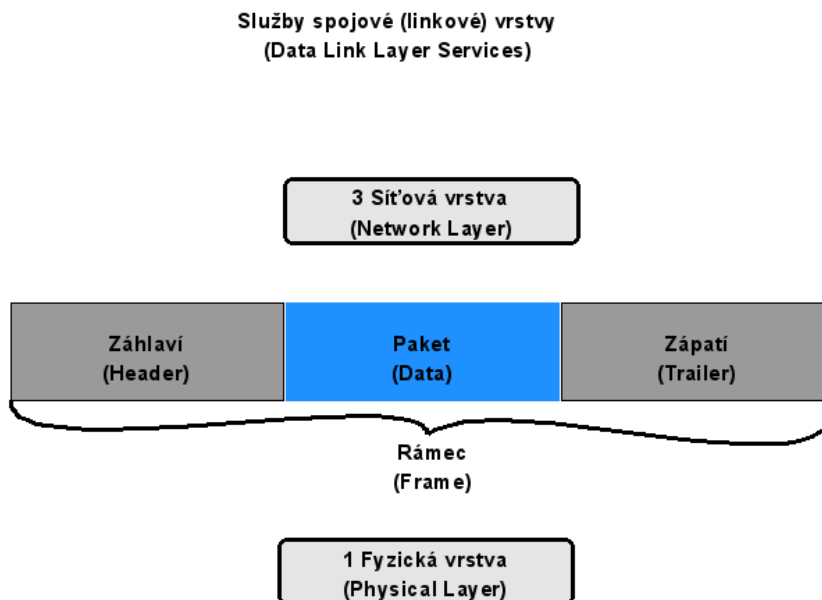 Služby spojové (linkové) vrstvy
(Data Link Layer Services)
3 Síťová vrstva
(Network Layer)
Záhlaví
(Header)
Paket
(Data)
Zápatí
(Trailer)
Rámec
(Frame)
1 Fyzická vrstva
(Physical Layer)